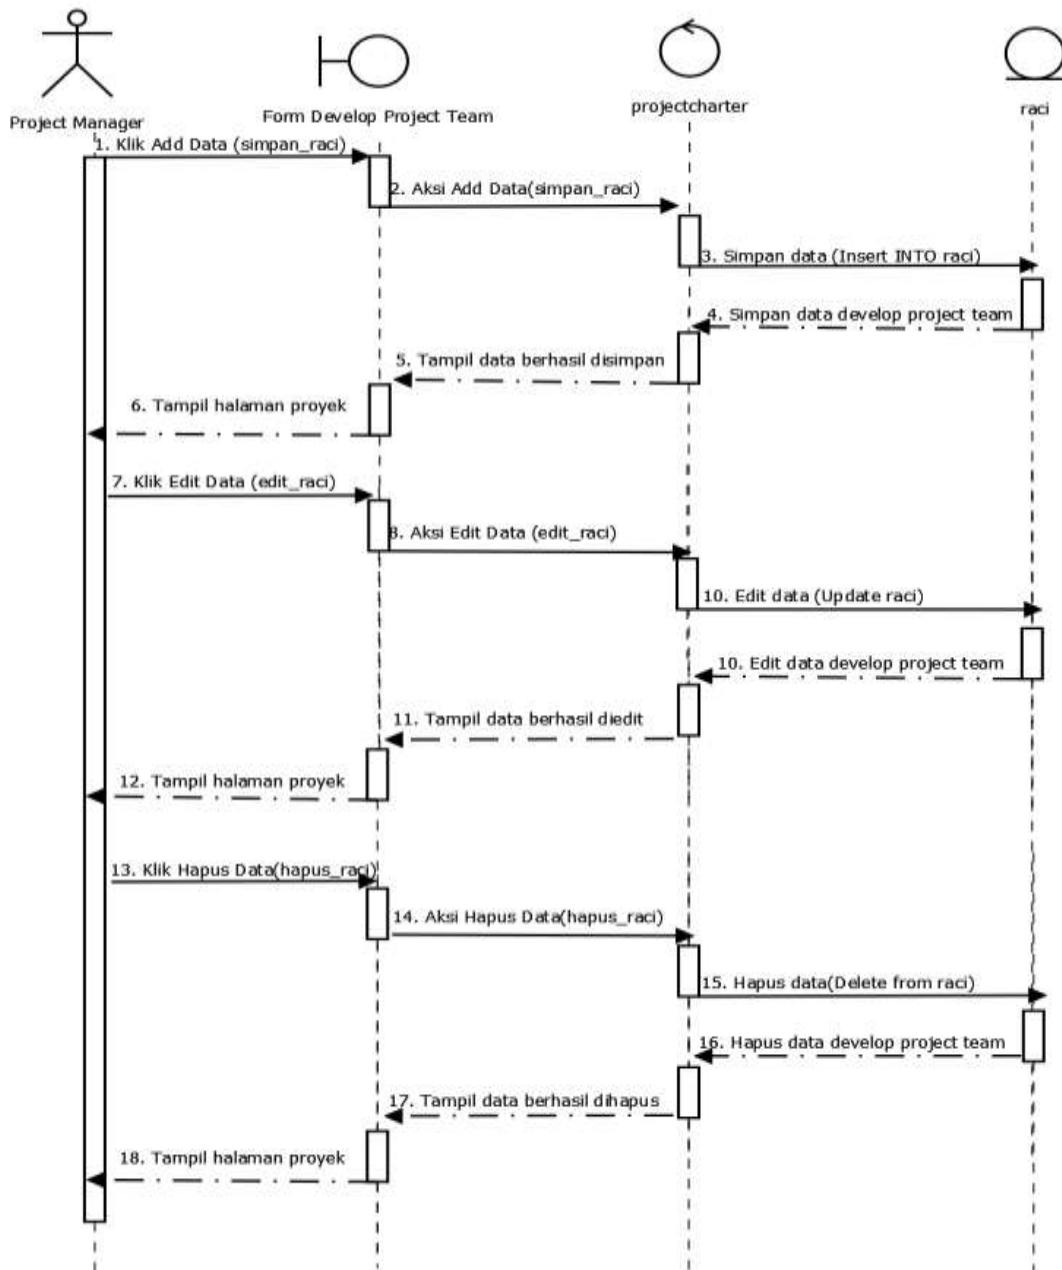 Project Manager
Form Develop Project Team
projectcharter
raci
1. Klik Add Data (simpan_raci)
2. Aksi Add Data(simpan_raci)
3. Simpan data (Insert INTO raci)
4. Simpan data develop project team
5. Tampil data berhasil disimpan
6. Tampil halaman proyek
7. Klik Edit Data (edit_raci)
8. Aksi Edit Data (edit_raci)
10. Edit data (Update raci)
10. Edit data develop project team
11. Tampil data berhasil diedit
12. Tampil halaman proyek
13. Klik Hapus Data(hapus_raci)
14. Aksi Hapus Data(hapus_raci)
15. Hapus data(Delete from raci)
16. Hapus data develop project team
17. Tampil data berhasil dihapus
18. Tampil halaman proyek